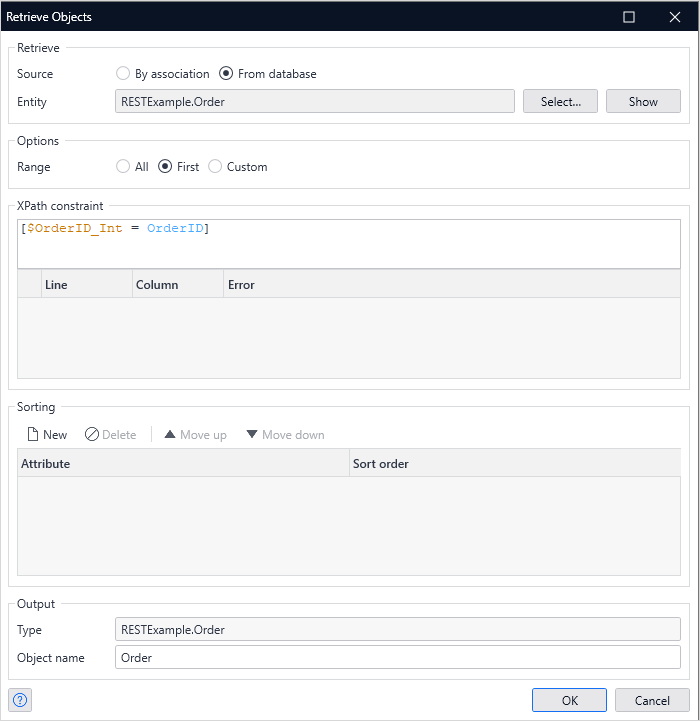 Retrieve Objects
Retrieve
Source By association From database
Entity RESTExample.Order Select... Show
Options
Range All First Custom
XPath constraint
[$OrderID_Int = OrderID]
Line Column Error
Sorting
New Delete Move up Move down
Attribute Sort order
Output
Type RESTExample.Order
Object name Order
? OK Cancel